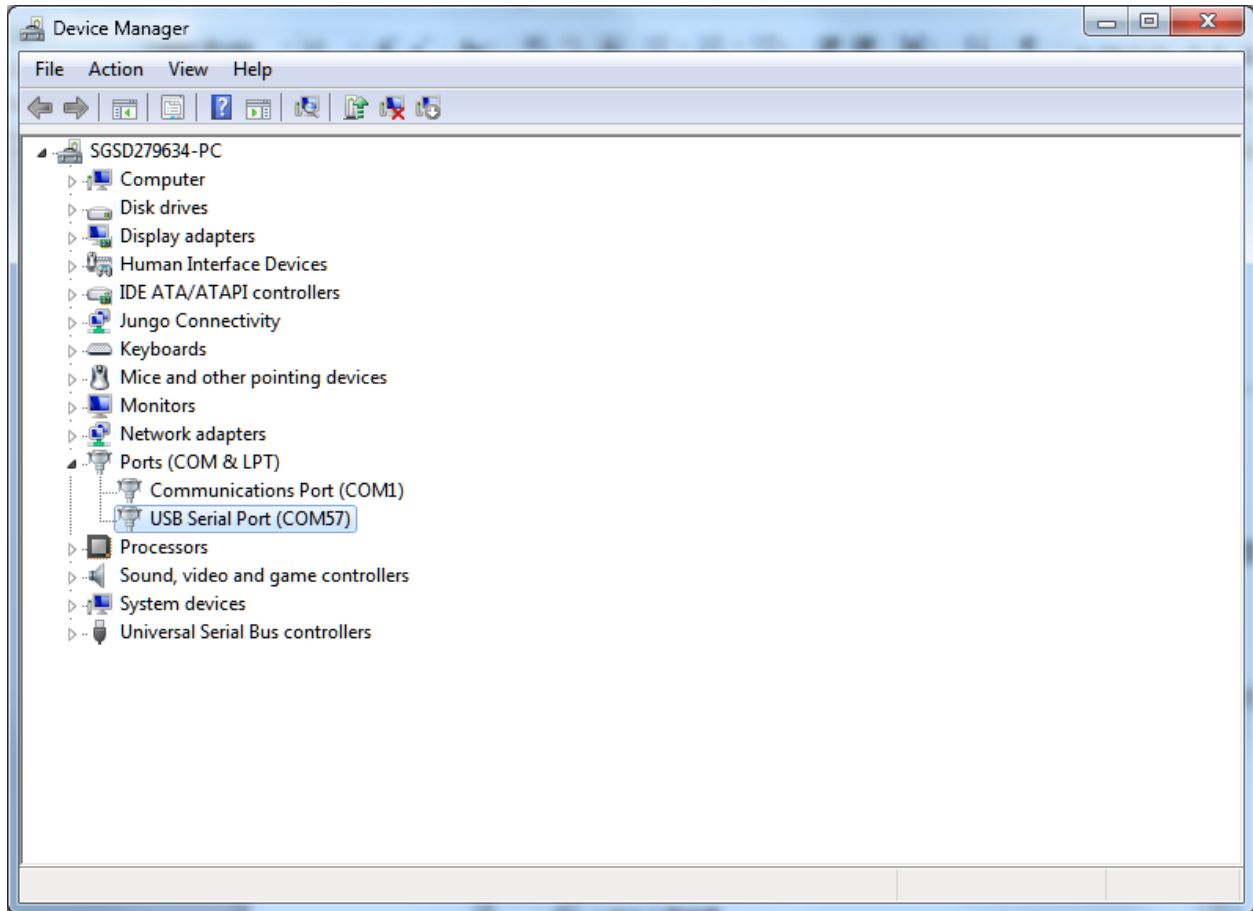 Device Manager
File Action View Help
SGSD279634-PC
Computer
Disk drives
Display adapters
Human Interface Devices
IDE ATA/ATAPI controllers
Jungo Connectivity
Keyboards
Mice and other pointing devices
Monitors
Network adapters
Ports (COM & LPT)
Communications Port (COM1)
USB Serial Port (COM57)
Processors
Sound, video and game controllers
System devices
Universal Serial Bus controllers